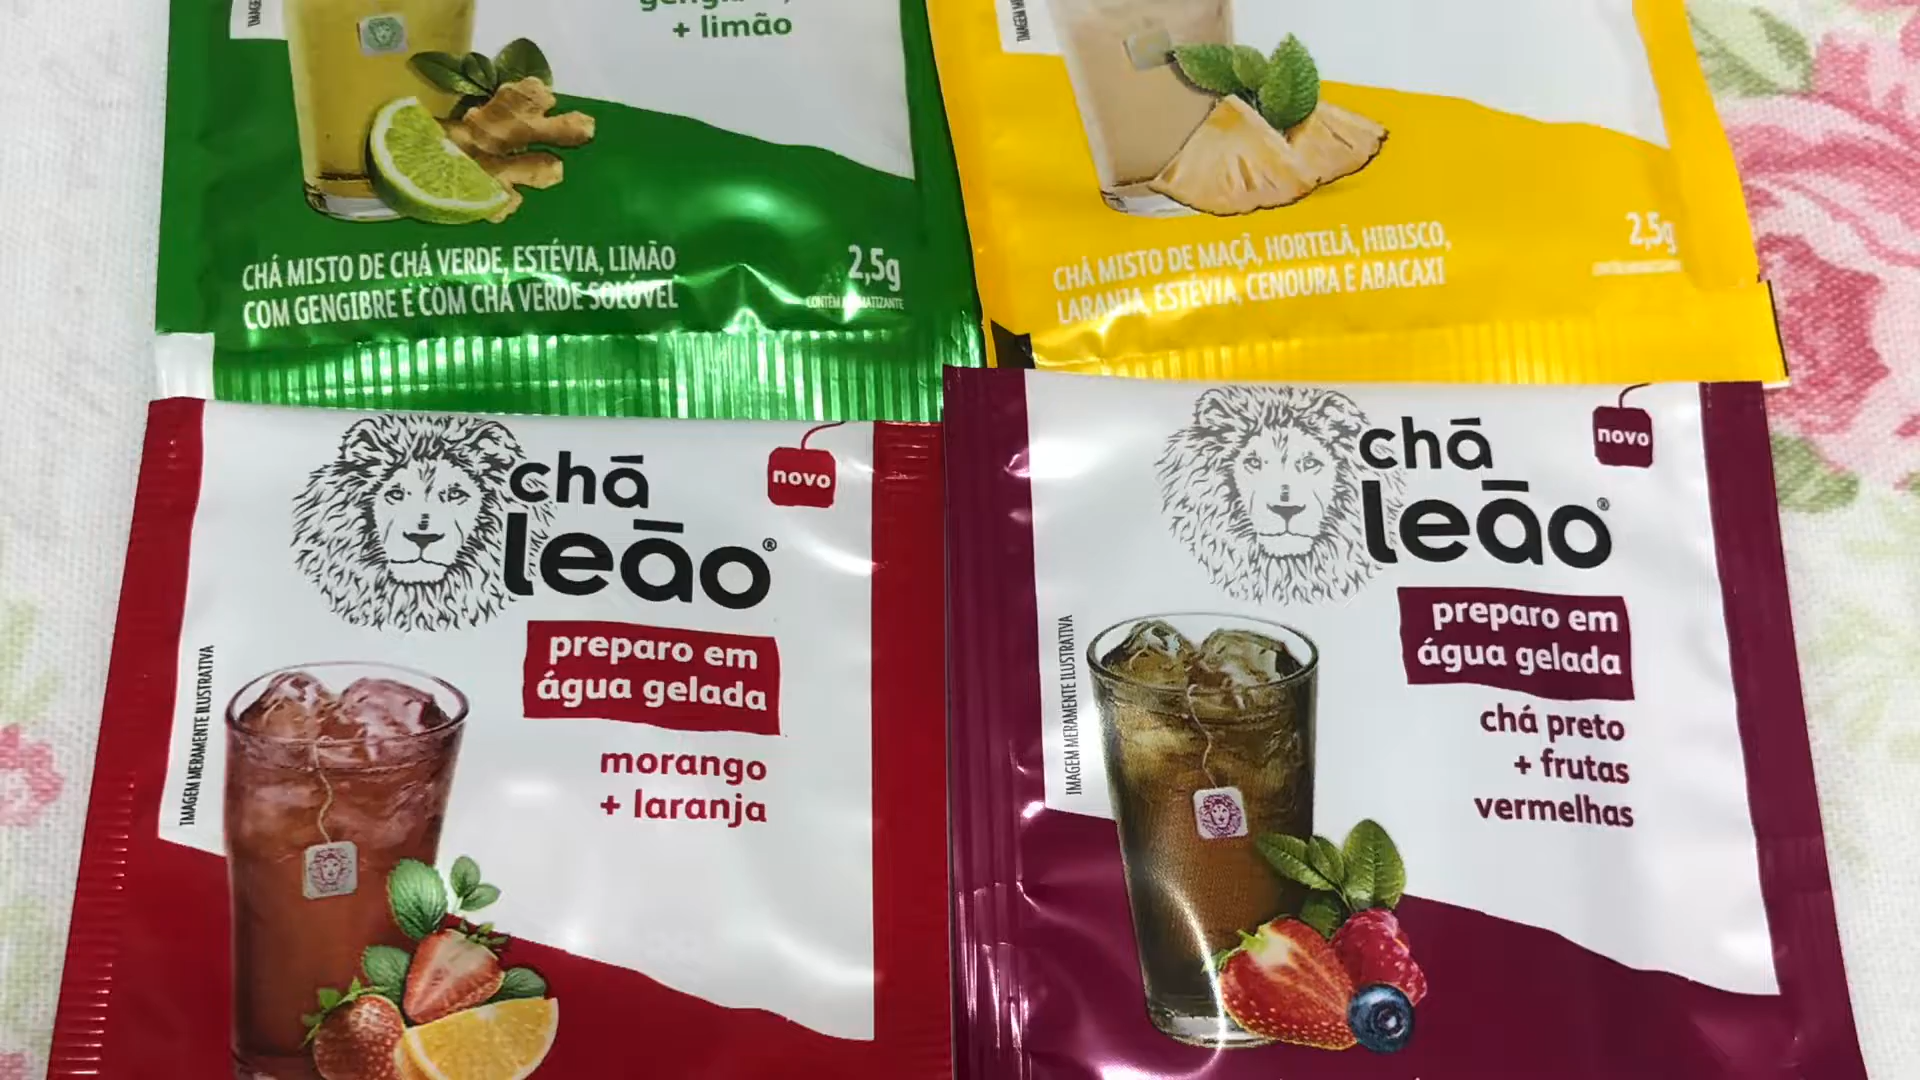 + limão
CHÁ MISTO DE CHÁ VERDE, ESTÉVIA, LIMÃO
COM GENGIBRE E COM CHÁ VERDE SOLÚVEL
2,5g
CHÁ MISTO DE MAÇÃ, HORTELÃ, HIBISCO,
LARANJA, ESTÉVIA, CENOURA E ABACAXI
2,5g
chá
leão®
novo
preparo em
água gelada
morango
+ laranja
IMAGEM MERAMENTE ILUSTRATIVA
chá
leão®
novo
preparo em
água gelada
chá preto
+ frutas
vermelhas
IMAGEM MERAMENTE ILUSTRATIVA